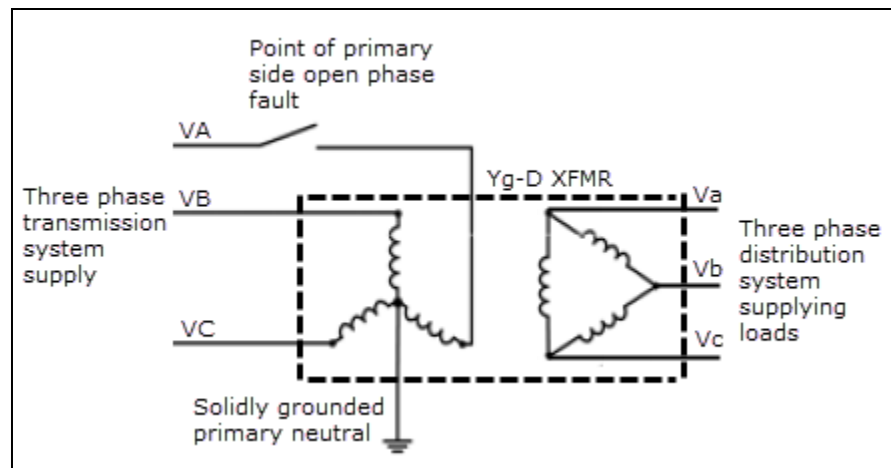 Point of primary
side open phase
fault
VA
Yg-D XFMR
Va
Three phase
transmission
system
supply
VB
Vb
Three phase
distribution
system
supplying
loads
VC
Vc
Solidly grounded
primary neutral